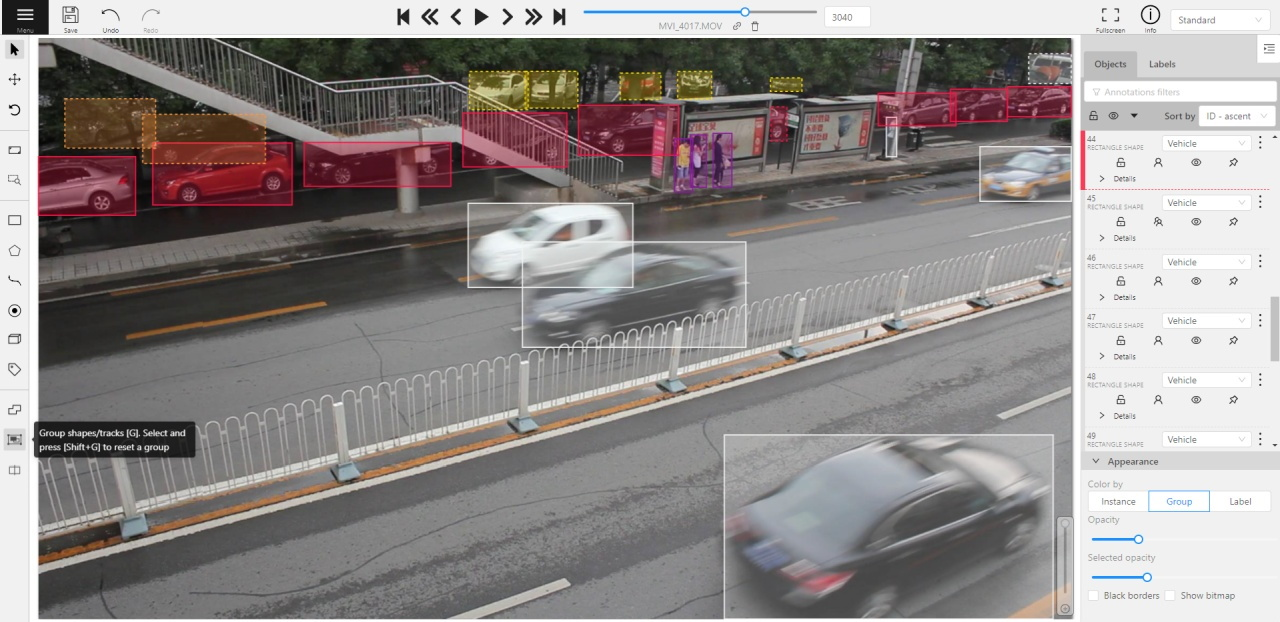 Menu
Save
Undo
Redo
MVI_4017.MOV
3040
Fullscreen
Info
Standard
Objects
Labels
Annotations filters
Sort by
ID - ascent
44
RECTANGLE SHAPE
Vehicle
Details
45
RECTANGLE SHAPE
Vehicle
Details
46
RECTANGLE SHAPE
Vehicle
Details
47
RECTANGLE SHAPE
Vehicle
Details
48
RECTANGLE SHAPE
Vehicle
Details
49
RECTANGLE SHAPE
Vehicle
Group shapes/tracks [G]. Select and
press [Shift+G] to reset a group
Appearance
Color by
Instance
Group
Label
Opacity
Selected opacity
Black borders
Show bitmap